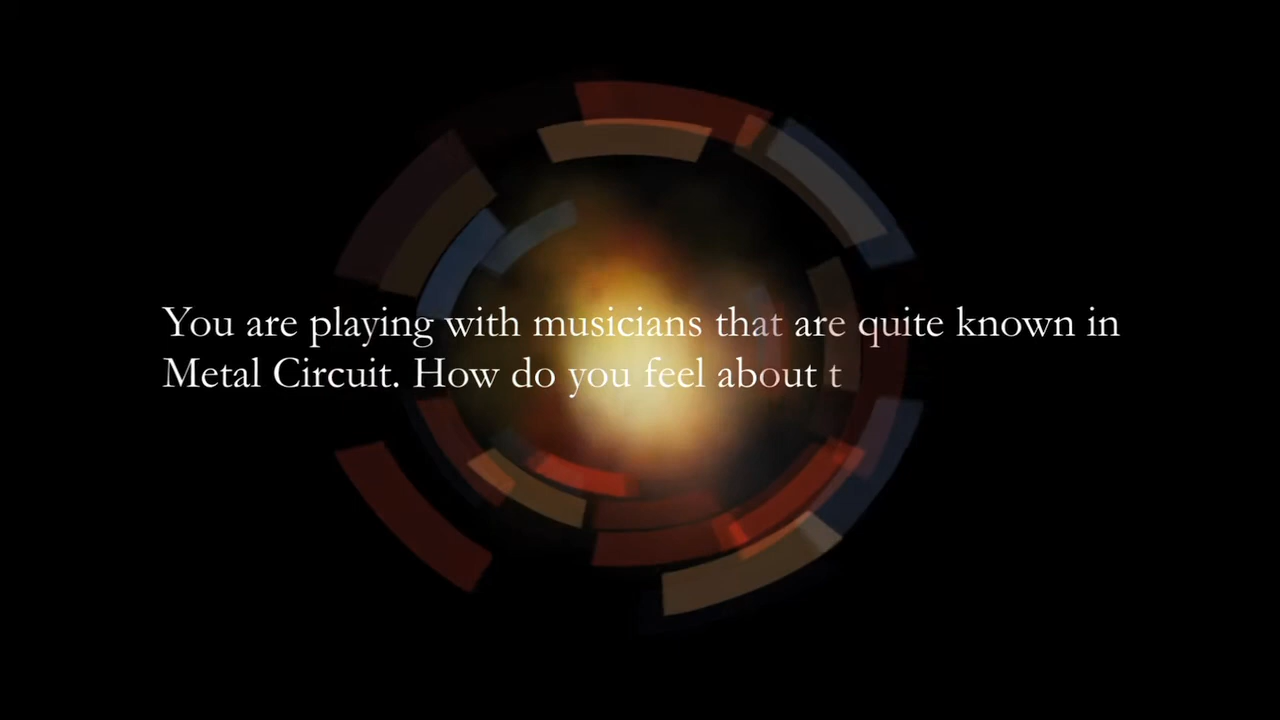 You are playing with musicians that are quite known in
Metal Circuit. How do you feel about t